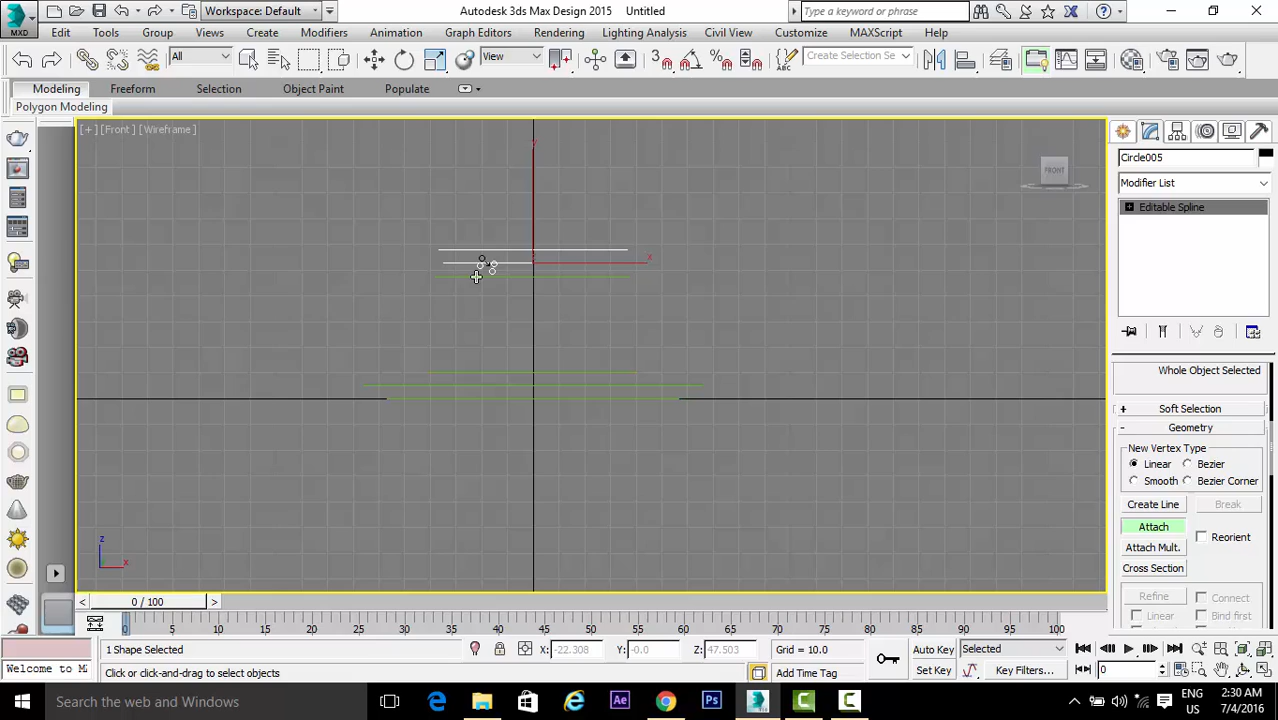 Workspace: Default
Autodesk 3ds Max Design 2015
Untitled
Type a keyword or phrase
MXD
Edit
Tools
Group
Views
Create
Modifiers
Animation
Graph Editors
Rendering
Lighting Analysis
Civil View
Customize
MAXScript
Help
All
View
Create Selection Se
Modeling
Freeform
Selection
Object Paint
Populate
Polygon Modeling
[+] [Front] [Wireframe]
FRONT
y
x
z
x
Circle005
Modifier List
Editable Spline
Whole Object Selected
+ Soft Selection
- Geometry
New Vertex Type
Linear
Bezier
Smooth
Bezier Corner
Create Line
Break
Attach
Reorient
Attach Mult.
Cross Section
Refine
Connect
Linear
Bind first
< 0 / 100 >
0 5 10 15 20 25 30 35 40 45 50 55 60 65 70 75 80 85 90 95 100
1 Shape Selected
X: -22.308
Y: -0.0
Z: 47.503
Grid = 10.0
Auto Key
Selected
Welcome to M
Click or click-and-drag to select objects
Add Time Tag
Set Key
Key Filters...
0
Search the web and Windows
Ae
Ps
ENG
US
2:30 AM
7/4/2016